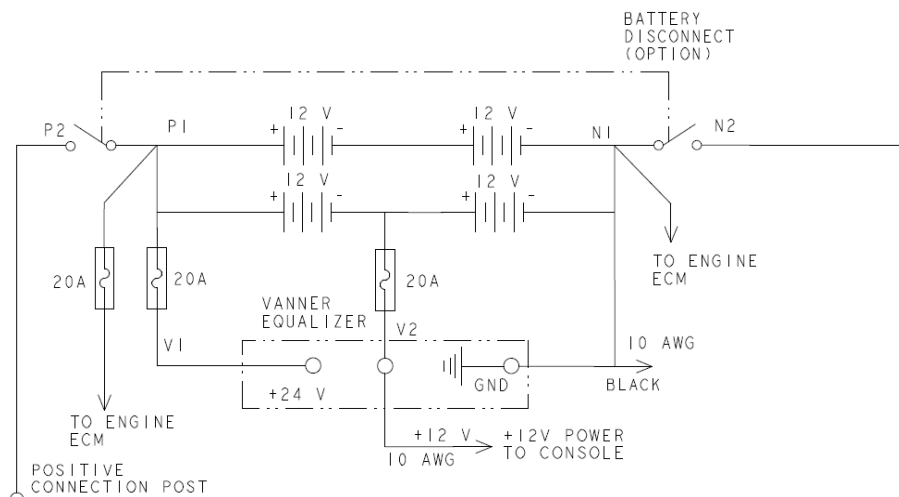 BATTERY
DISCONNECT
(OPTION)
12 V
12 V
P2
P1
+
-
+
-
N1
N2
12 V
12 V
+
-
+
-
20A
20A
20A
TO ENGINE
ECM
VANNER
EQUALIZER
V1
V2
10 AWG
+24 V
GND
BLACK
TO ENGINE
ECM
+12 V
10 AWG
+12V POWER
TO CONSOLE
POSITIVE
CONNECTION POST